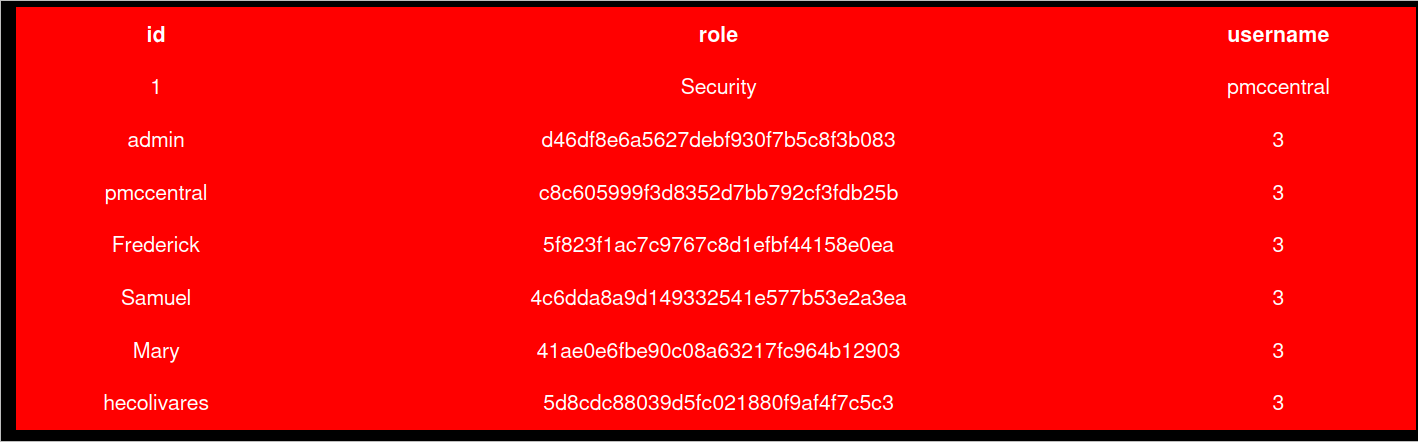 id role username
1 Security pmccentral
admin d46df8e6a5627debf930f7b5c8f3b083 3
pmccentral c8c605999f3d8352d7bb792cf3fdb25b 3
Frederick 5f823f1ac7c9767c8d1efbf44158e0ea 3
Samuel 4c6dda8a9d149332541e577b53e2a3ea 3
Mary 41ae0e6fbe90c08a63217fc964b12903 3
hecolivares 5d8cdc88039d5fc021880f9af4f7c5c3 3